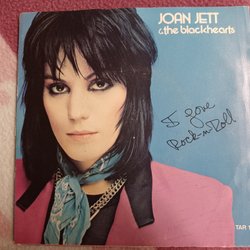 JOAN JETT
& the blackhearts
I love
Rock-n-Roll